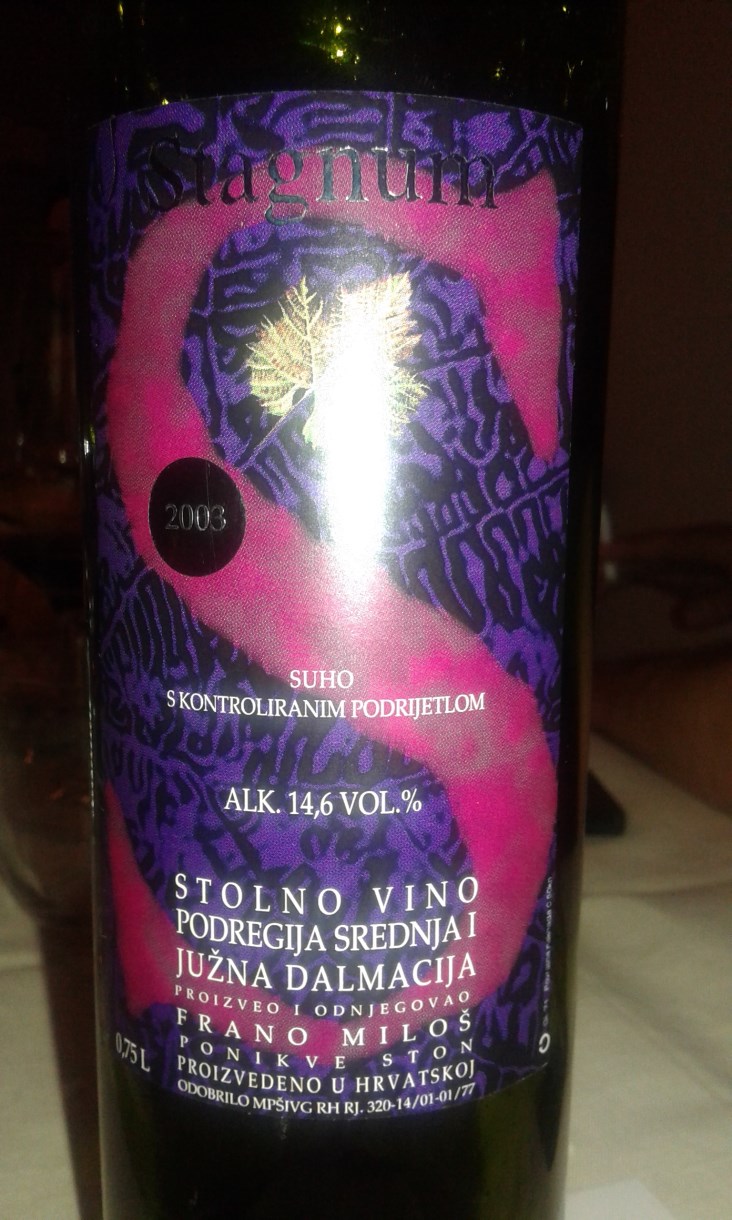 Stagnum
2003
SUHO
S KONTROLIRANIM PODRIJETLOM
ALK. 14,6 VOL.%
STOLNO VINO
PODREGIJA SREDNJA I
JUŽNA DALMACIJA
PROIZVEO I ODNJEGOVAO
FRANO MILOŠ
PONIKVE STON
PROIZVEDENO U HRVATSKOJ
ODOBRILO MPŠIVG RH RJ. 320-14/01-01/77
0,75 L